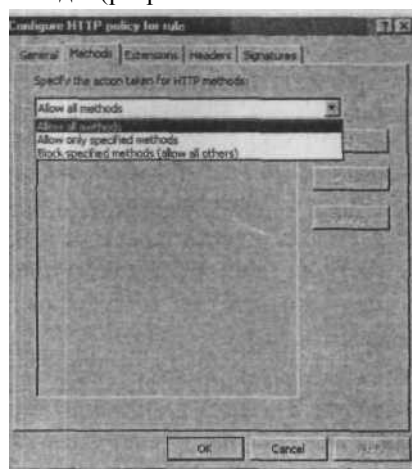 Configure HTTP policy for rule
General Methods Extensions Headers Signatures
Specify the action taken for HTTP methods:
Allow all methods
Allow all methods
Allow only specified methods
Block specified methods (allow all others)
OK Cancel